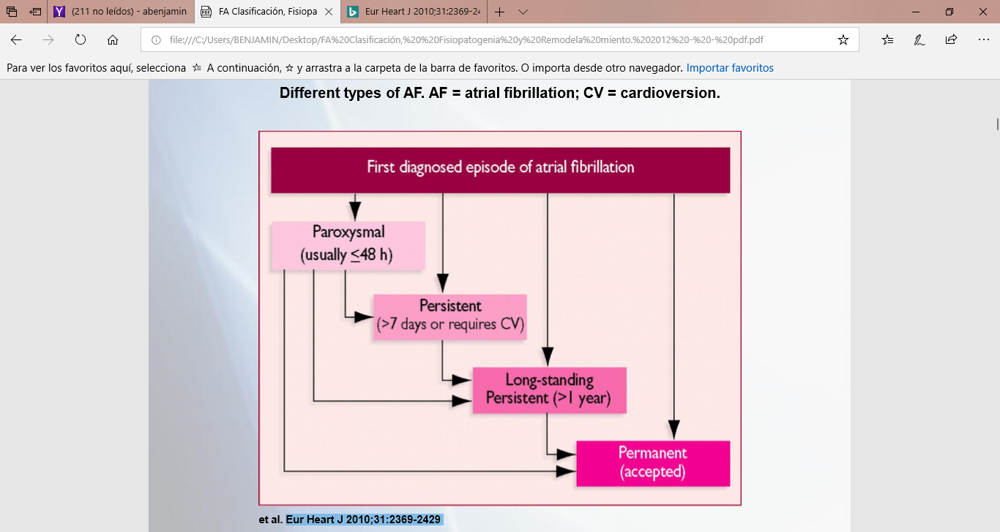 (211 no leídos) - abenjamin
FA Clasificación, Fisiopa
Eur Heart J 2010;31:2369-24
file:///C:/Users/BENJAMIN/Desktop/FA%20Clasificación,%20%20Fisiopatogenia%20y%20Remodela%20miento.%202012%20-%20-%20pdf.pdf
Para ver los favoritos aquí, selecciona A continuación, y arrastra a la carpeta de la barra de favoritos. O importa desde otro navegador. Importar favoritos
Different types of AF. AF = atrial fibrillation; CV = cardioversion.
First diagnosed episode of atrial fibrillation
Paroxysmal
(usually ≤48 h)
Persistent
(>7 days or requires CV)
Long-standing
Persistent (>1 year)
Permanent
(accepted)
et al. Eur Heart J 2010;31:2369-2429